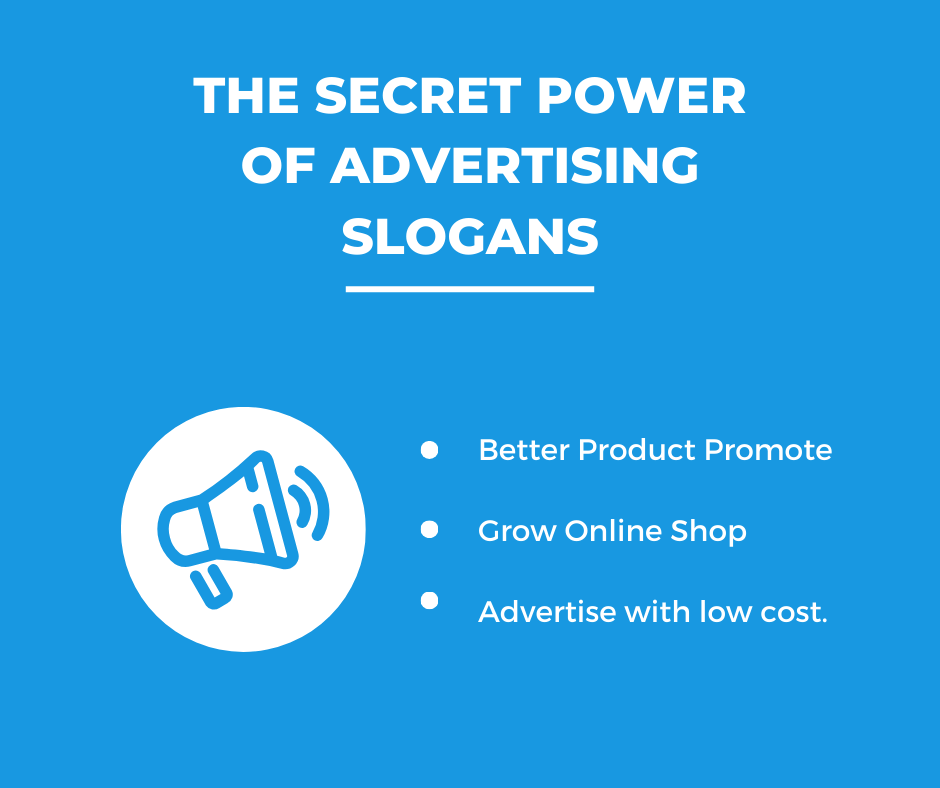 THE SECRET POWER
OF ADVERTISING
SLOGANS
Better Product Promote
Grow Online Shop
Advertise with low cost.